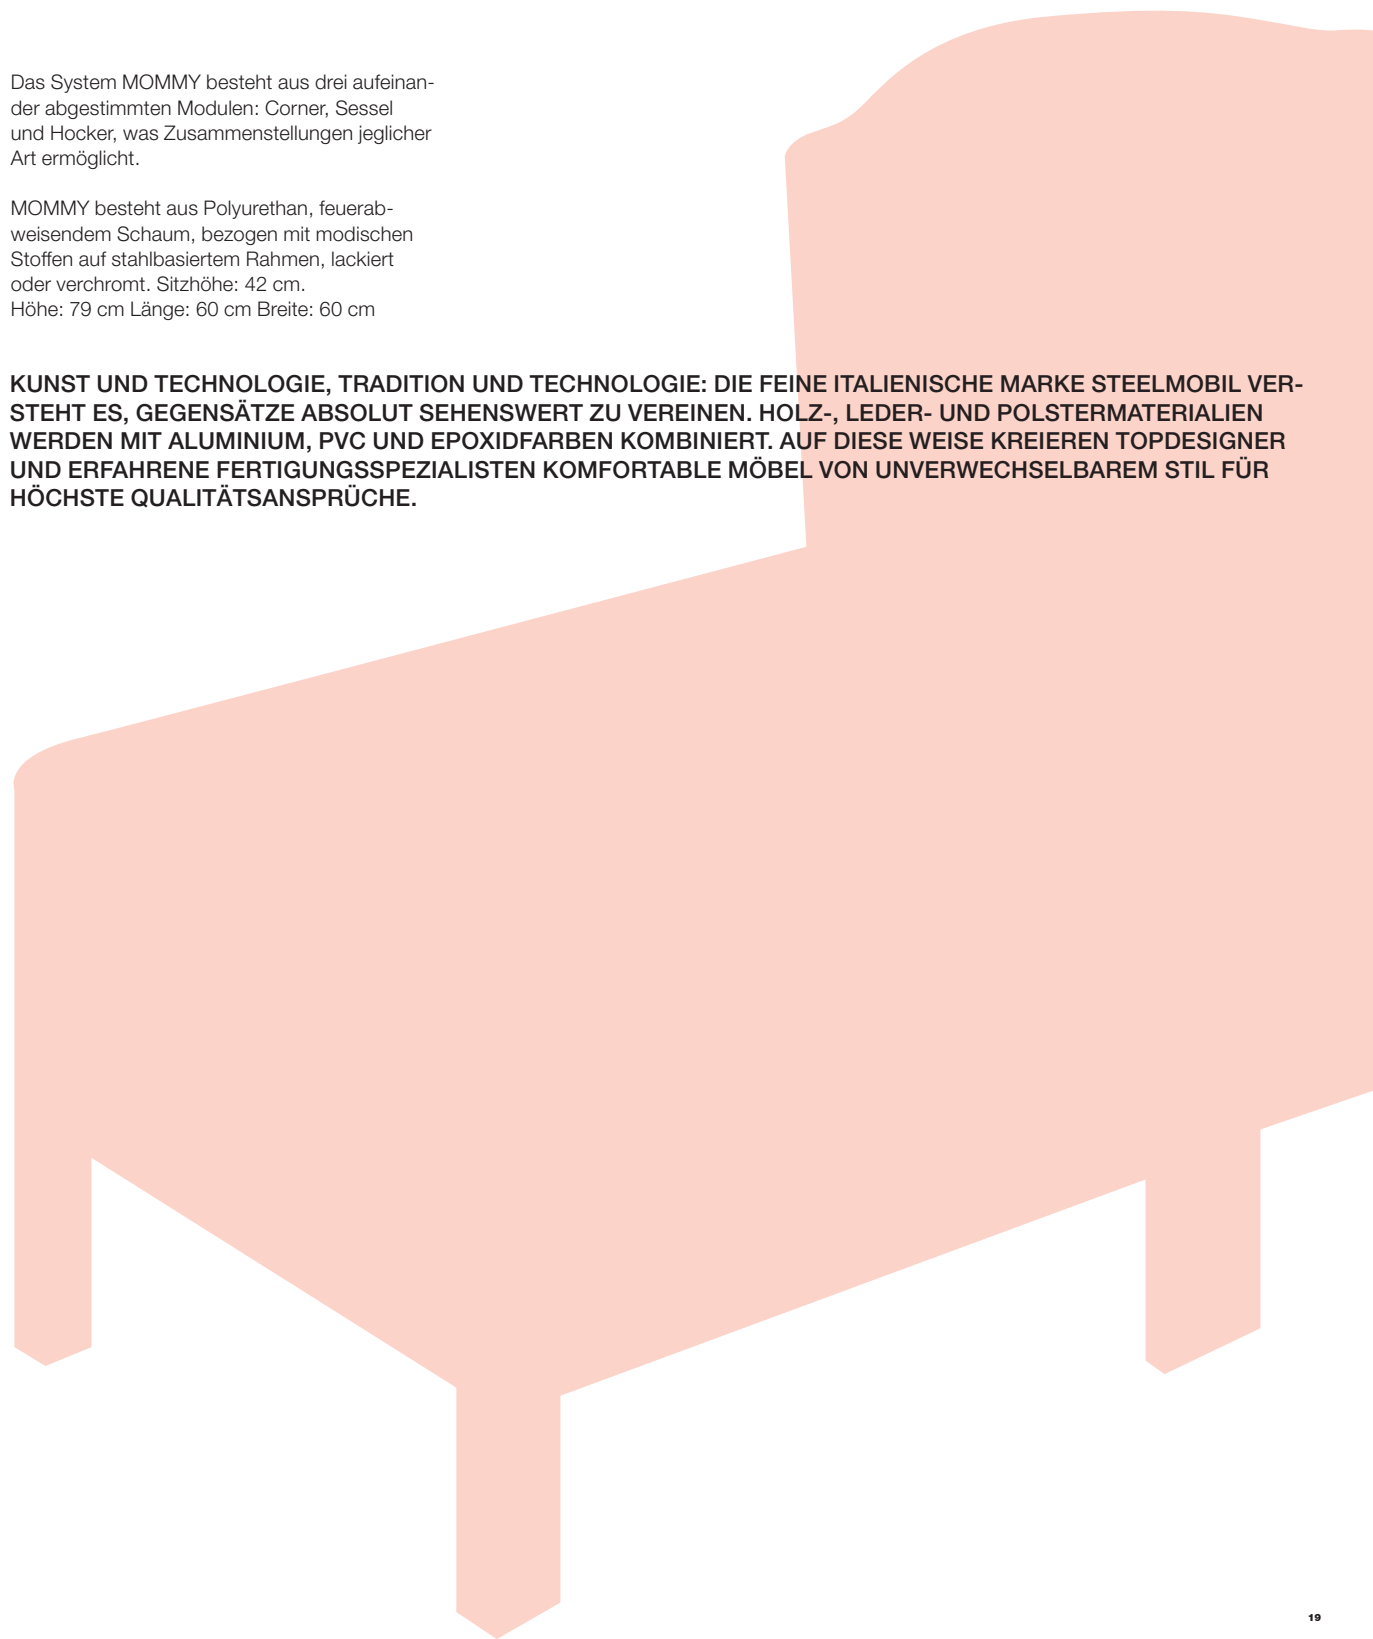 Das System MOMMY besteht aus drei aufeinan-
der abgestimmten Modulen: Corner, Sessel
und Hocker, was Zusammenstellungen jeglicher
Art ermöglicht.
MOMMY besteht aus Polyurethan, feuerab-
weisendem Schaum, bezogen mit modischen
Stoffen auf stahlbasiertem Rahmen, lackiert
oder verchromt. Sitzhöhe: 42 cm.
Höhe: 79 cm Länge: 60 cm Breite: 60 cm
KUNST UND TECHNOLOGIE, TRADITION UND TECHNOLOGIE: DIE FEINE ITALIENISCHE MARKE STEELMOBIL VER-
STEHT ES, GEGENSÄTZE ABSOLUT SEHENSWERT ZU VEREINEN. HOLZ-, LEDER- UND POLSTERMATERIALIEN
WERDEN MIT ALUMINIUM, PVC UND EPOXIDFARBEN KOMBINIERT. AUF DIESE WEISE KREIEREN TOPDESIGNER
UND ERFAHRENE FERTIGUNGSSPEZIALISTEN KOMFORTABLE MÖBEL VON UNVERWECHSELBAREM STIL FÜR
HÖCHSTE QUALITÄTSANSPRÜCHE.
19